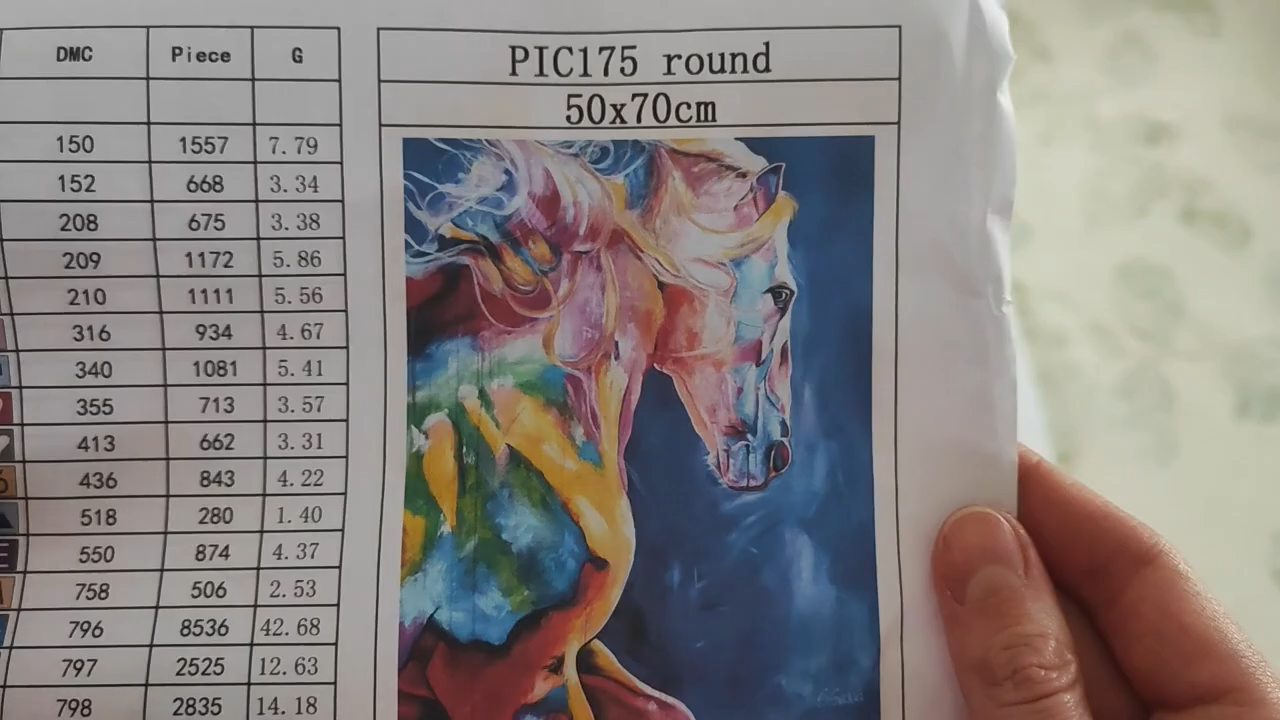 DMC Piece G
150 1557 7.79
152 668 3.34
208 675 3.38
209 1172 5.86
210 1111 5.56
316 934 4.67
340 1081 5.41
355 713 3.57
413 662 3.31
436 843 4.22
518 280 1.40
550 874 4.37
758 506 2.53
796 8536 42.68
797 2525 12.63
798 2835 14.18
PIC175 round
50x70cm